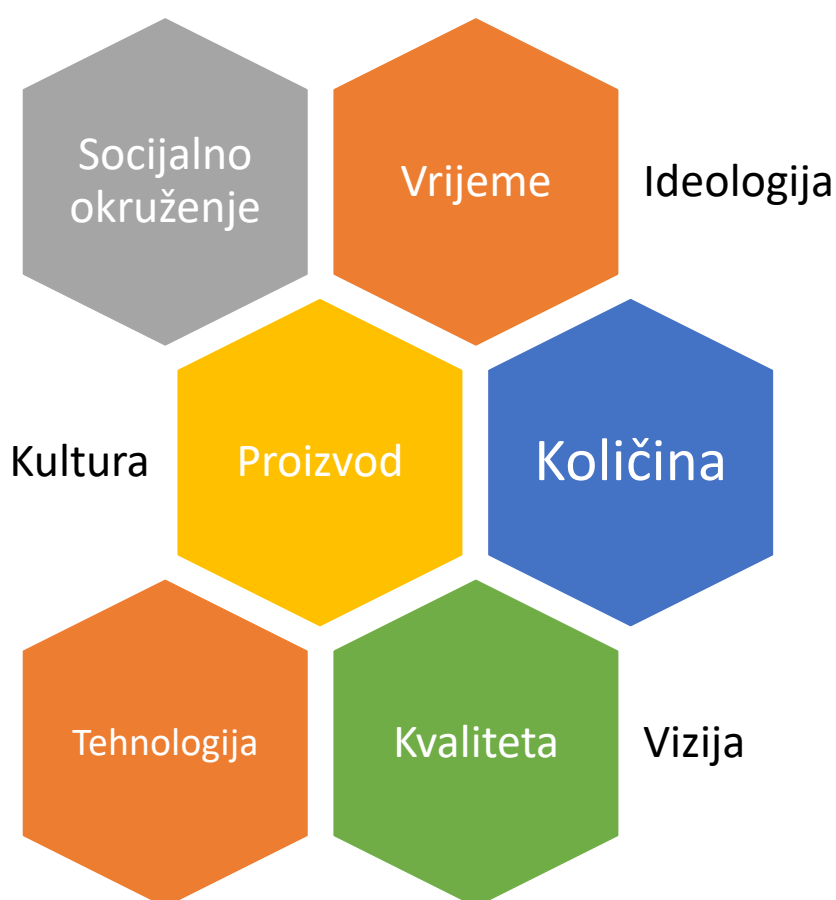 Socijalno
okruženje
Vrijeme
Ideologija
Kultura
Proizvod
Količina
Tehnologija
Kvaliteta
Vizija